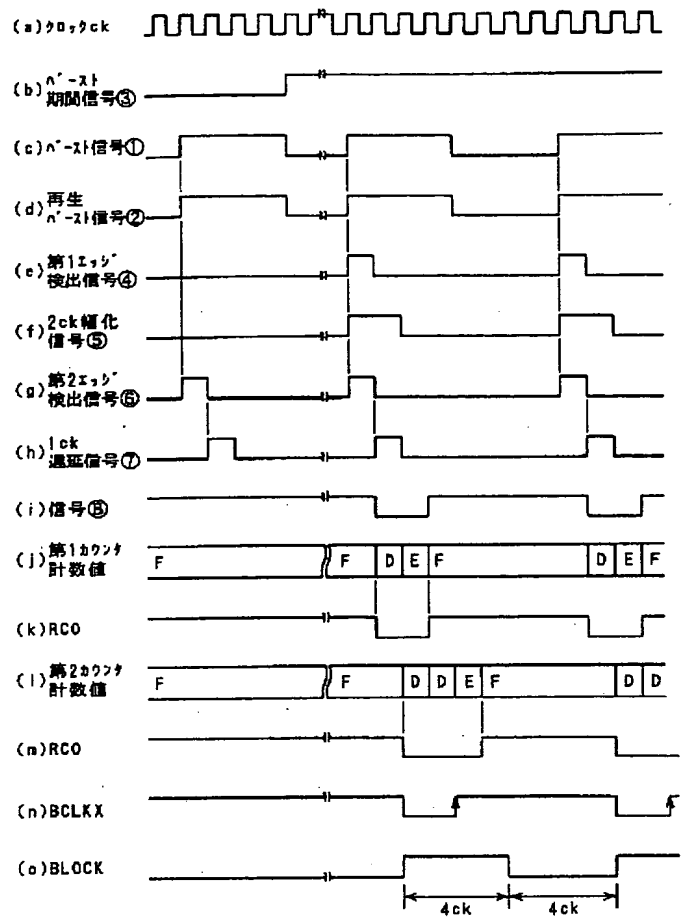 (a)クロックck
(b)バースト
期間信号③
(c)バースト信号①
(d)再生
バースト信号②
(e)第1エッジ
検出信号④
(f)2ck幅化
信号⑤
(g)第2エッジ
検出信号⑥
(h)1ck
遅延信号⑦
(i)信号⑬
(j)第1カウンタ
計数値
F F D E F D E F
(k)RCO
(l)第2カウンタ
計数値
F F D D E F D D
(m)RCO
(n)BCLKX
(o)BLOCK
4ck 4ck